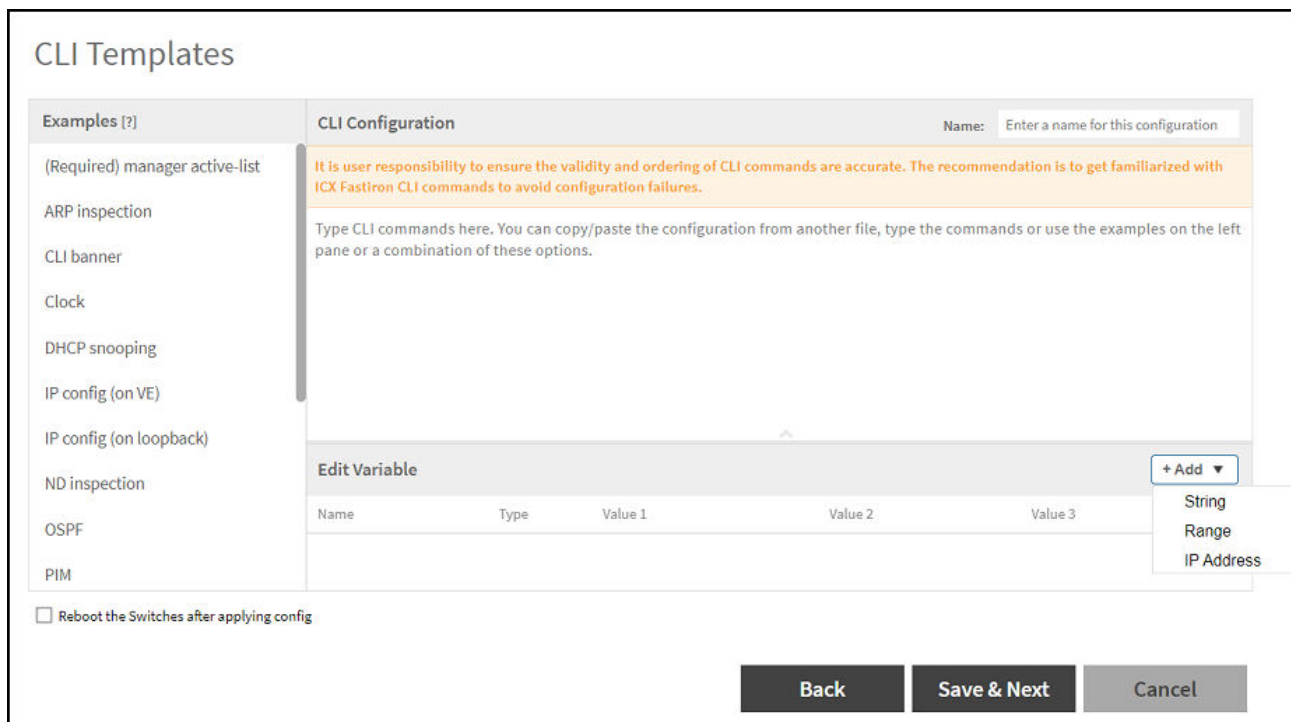 CLI Templates
Examples [?]
(Required) manager active-list
ARP inspection
CLI banner
Clock
DHCP snooping
IP config (on VE)
IP config (on loopback)
ND inspection
OSPF
PIM
CLI Configuration
Name: Enter a name for this configuration
It is user responsibility to ensure the validity and ordering of CLI commands are accurate. The recommendation is to get familiarized with
ICX Fastiron CLI commands to avoid configuration failures.
Type CLI commands here. You can copy/paste the configuration from another file, type the commands or use the examples on the left
pane or a combination of these options.
Edit Variable
+ Add ▼
String
Range
IP Address
Name Type Value 1 Value 2 Value 3
Reboot the Switches after applying config
Back Save & Next Cancel